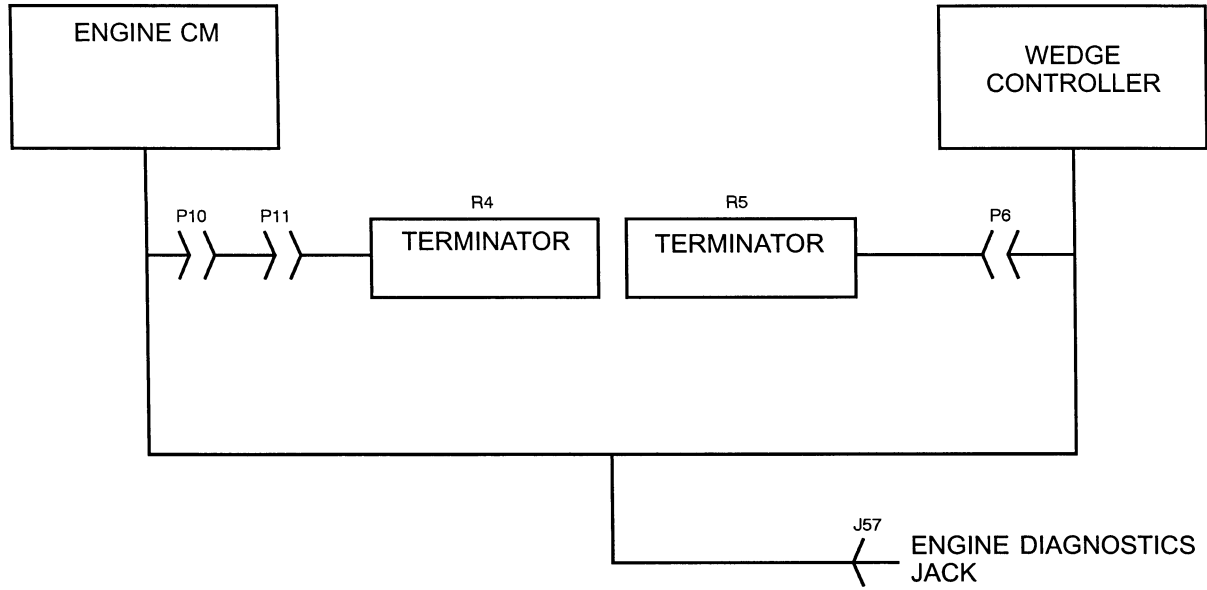 ENGINE CM
WEDGE
CONTROLLER
P10
P11
R4
R5
P6
TERMINATOR
TERMINATOR
J57
ENGINE DIAGNOSTICS
JACK